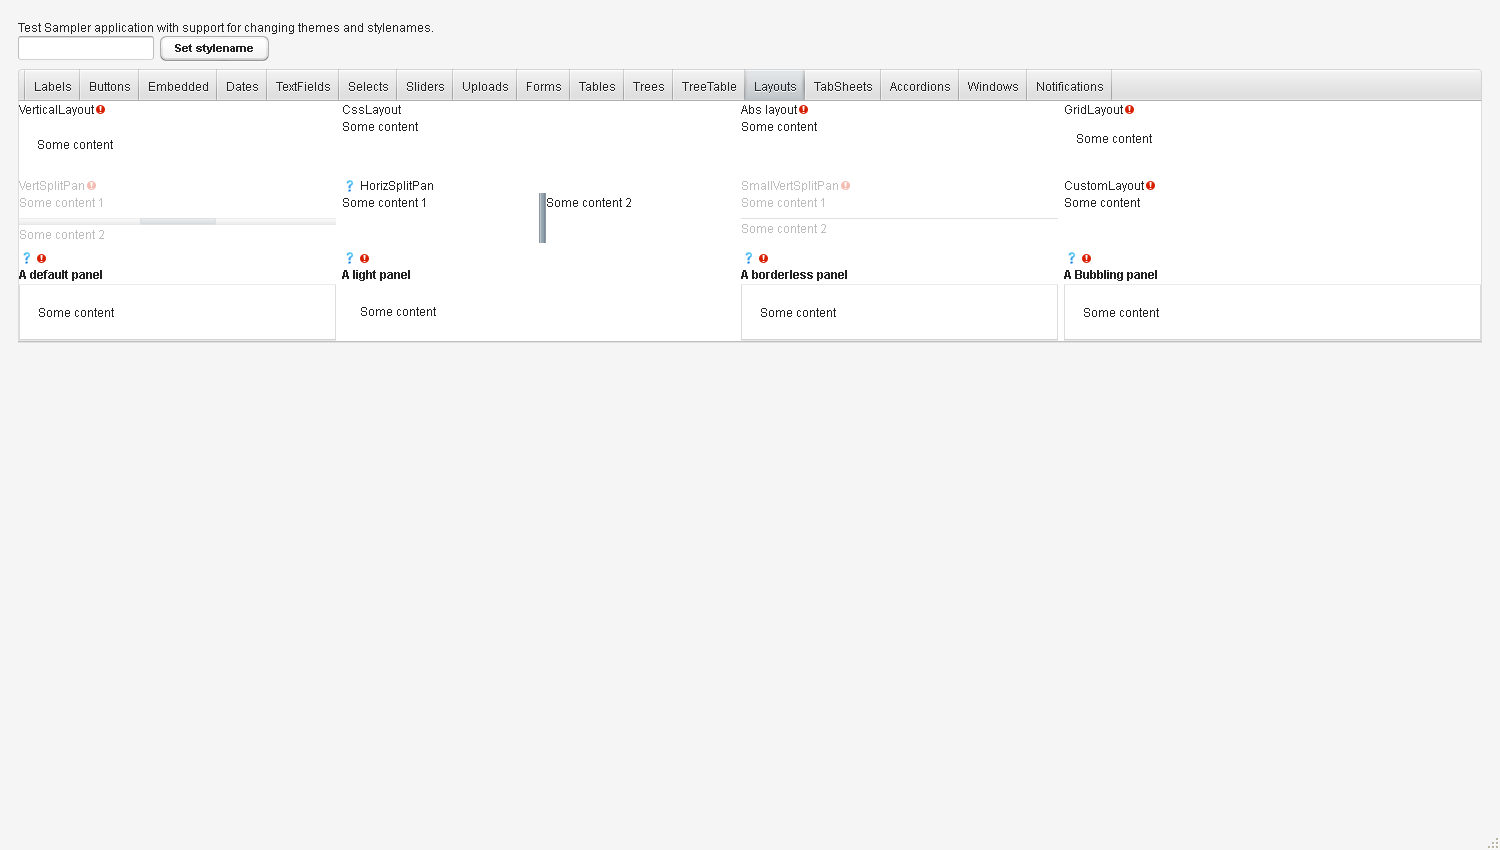 Test Sampler application with support for changing themes and stylenames.
Set stylename
Labels Buttons Embedded Dates TextFields Selects Sliders Uploads Forms Tables Trees TreeTable Layouts TabSheets Accordions Windows Notifications
VerticalLayout CssLayout Abs layout GridLayout
Some content Some content
Some content Some content
VertSplitPan HorizSplitPan SmallVertSplitPan CustomLayout
Some content 1 Some content 1 Some content 2 Some content 1 Some content
Some content 2 Some content 2
A default panel A light panel A borderless panel A Bubbling panel
Some content Some content Some content Some content